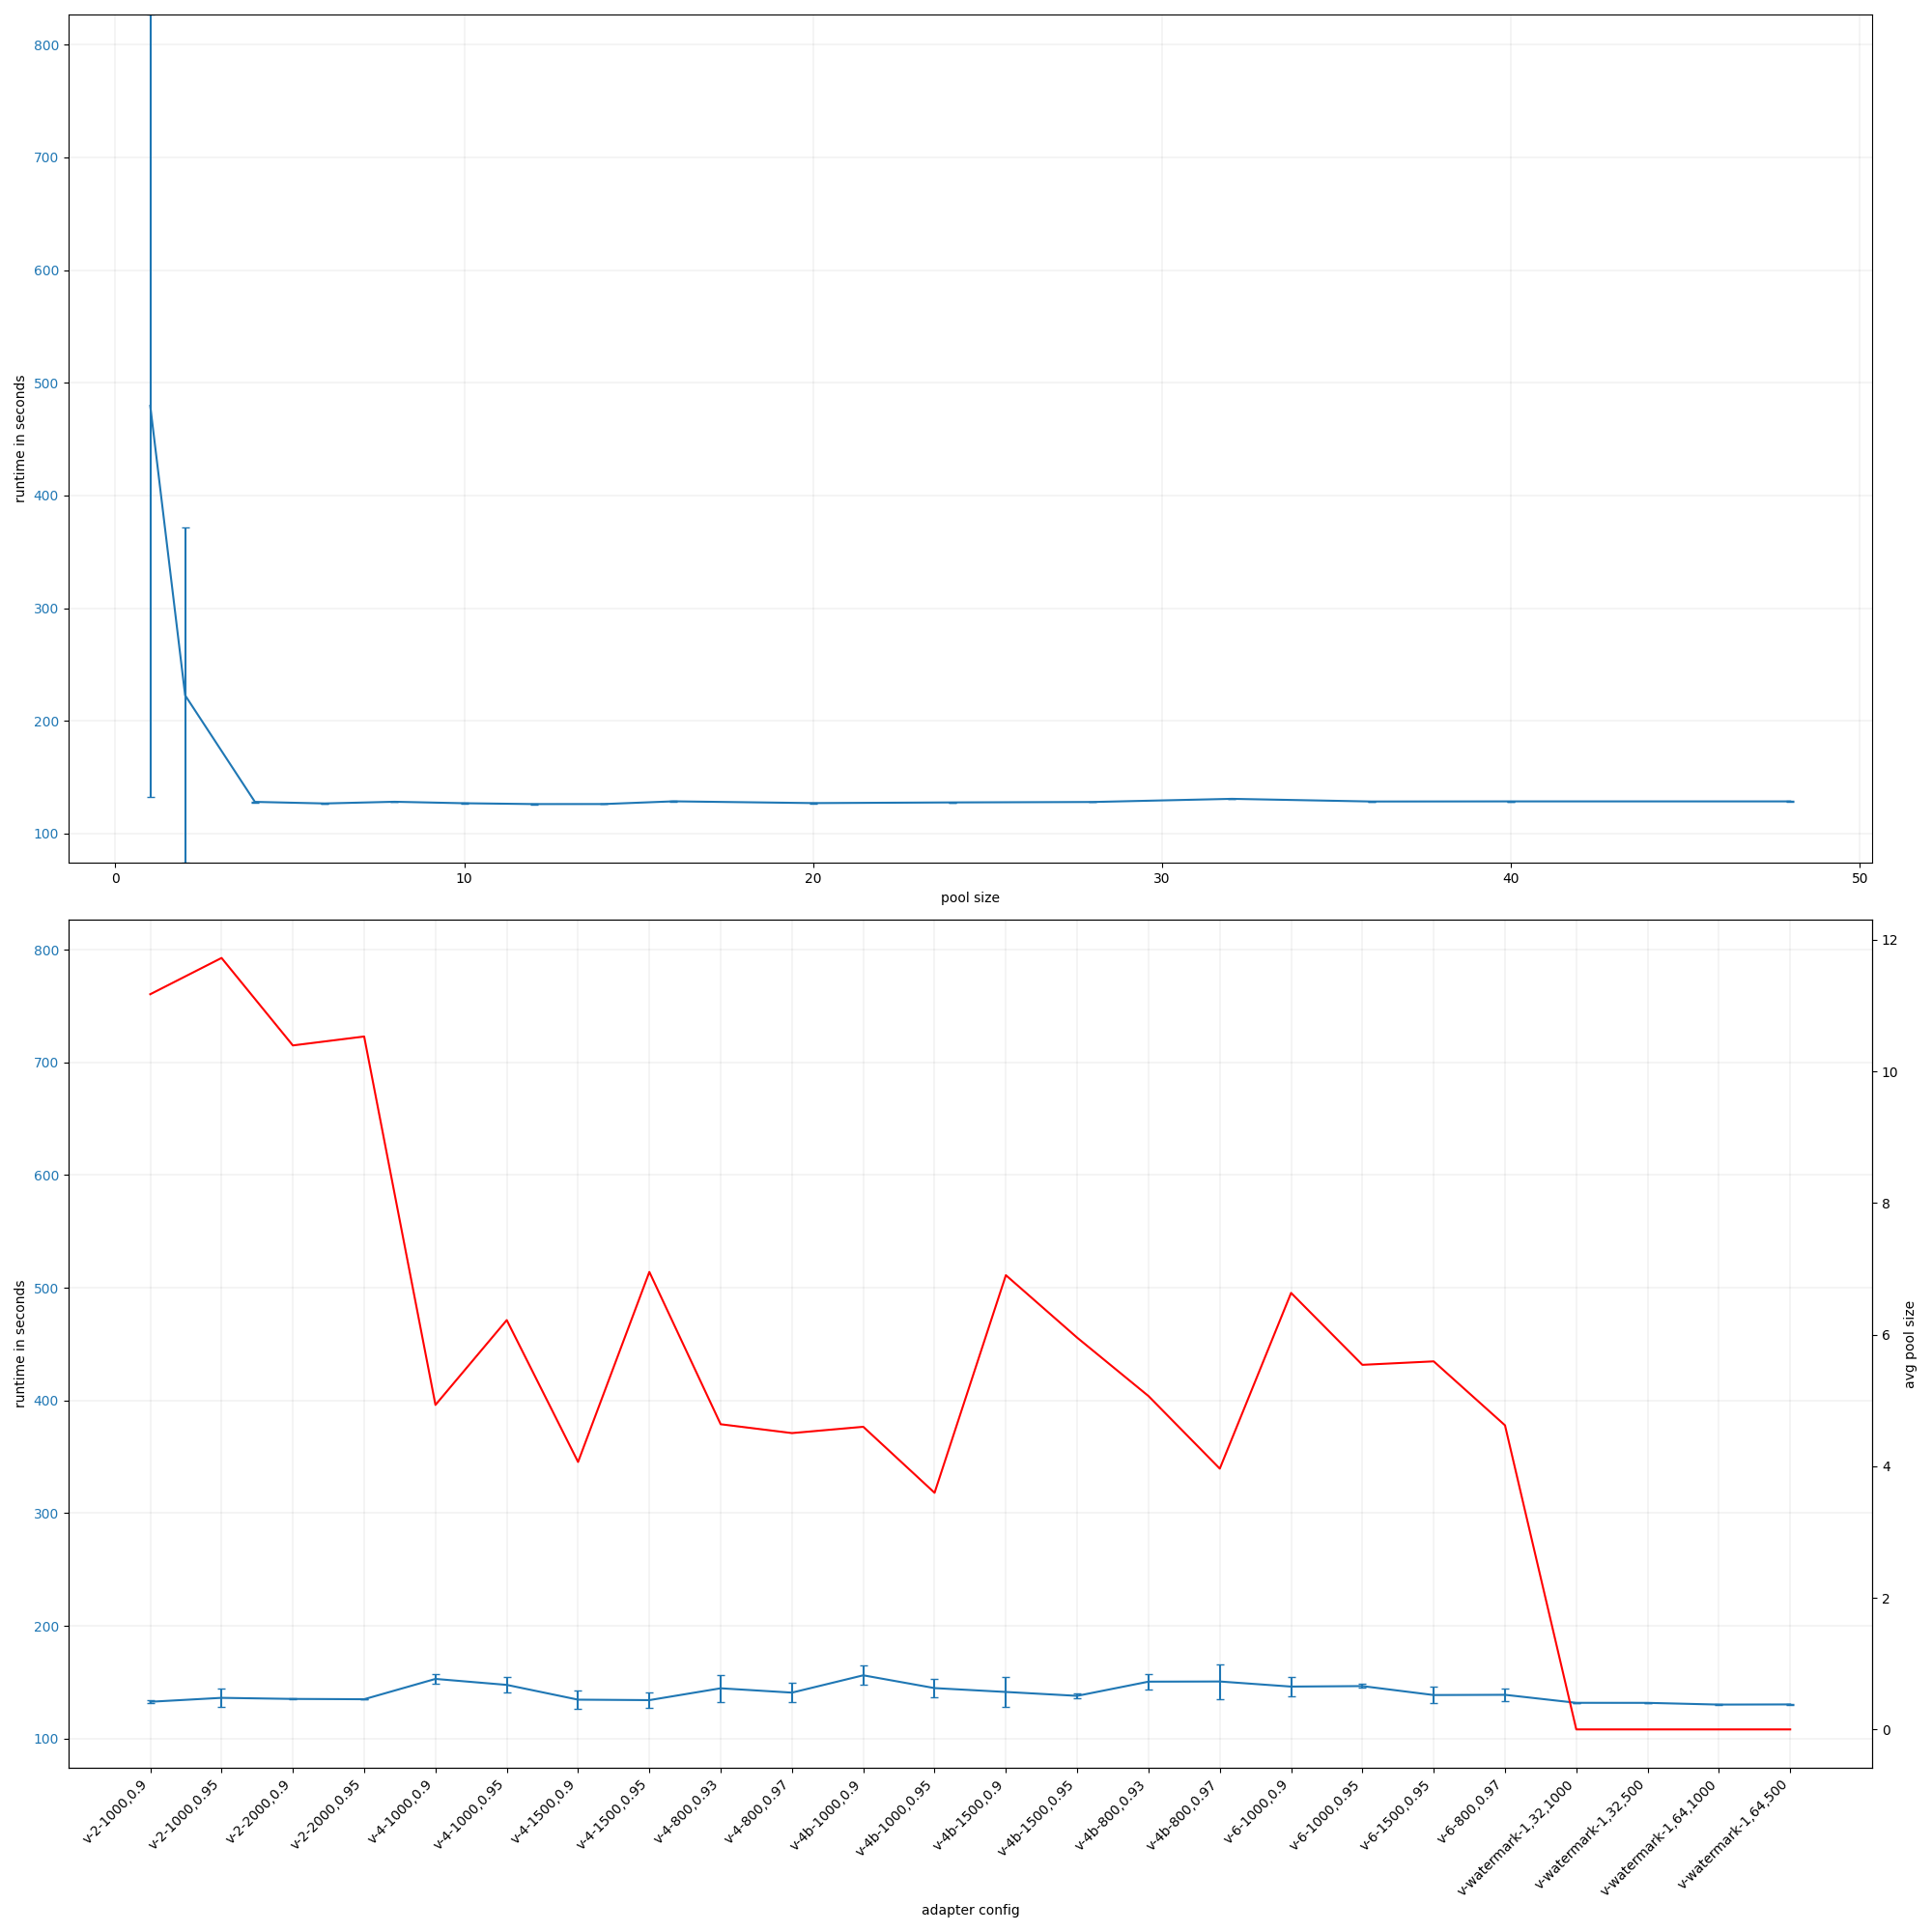 800
700
600
500
400
300
200
100
runtime in seconds
0 10 20 30 40 50
pool size
800
700
600
500
400
300
200
100
runtime in seconds
12
10
8
6
4
2
0
avg pool size
v-2-1000,0.9
v-2-1000,0.95
v-2-2000,0.9
v-2-2000,0.95
v-4-1000,0.9
v-4-1000,0.95
v-4-1500,0.9
v-4-1500,0.95
v-4-800,0.93
v-4-800,0.97
v-4b-1000,0.9
v-4b-1000,0.95
v-4b-1500,0.9
v-4b-1500,0.95
v-4b-800,0.93
v-4b-800,0.97
v-6-1000,0.9
v-6-1000,0.95
v-6-1500,0.95
v-6-800,0.97
v-watermark-1,32,1000
v-watermark-1,32,500
v-watermark-1,64,1000
v-watermark-1,64,500
adapter config